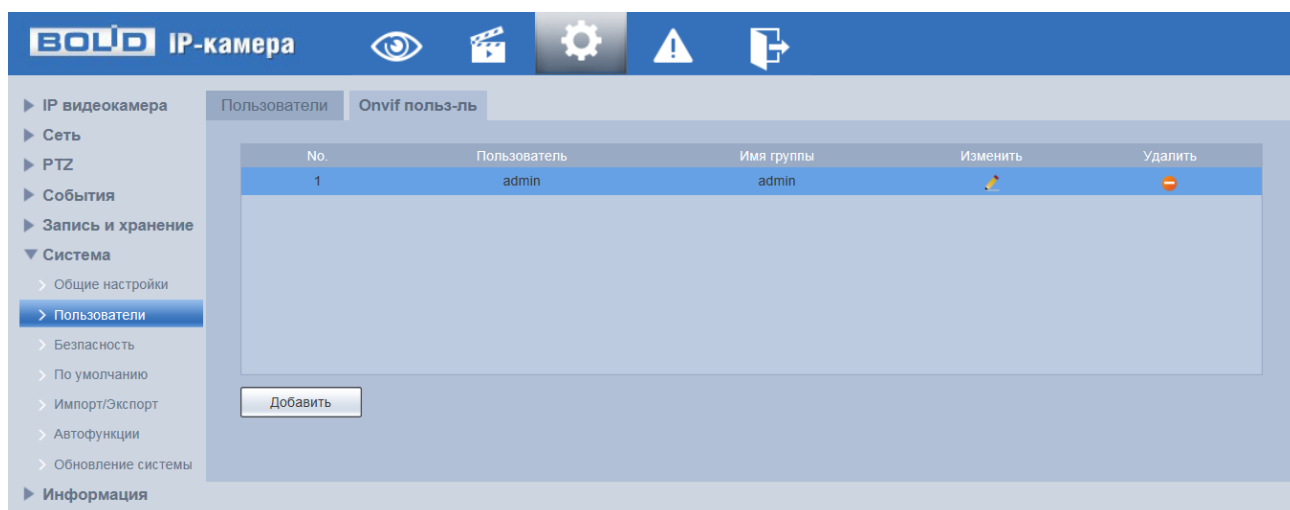 BOLID IP-камера
IP видеокамера
Сеть
PTZ
События
Запись и хранение
Система
Общие настройки
Пользователи
Безпасность
По умолчанию
Импорт/Экспорт
Автофункции
Обновление системы
Информация
Пользователи Onvif польз-ль
No. Пользователь Имя группы Изменить Удалить
1 admin admin
Добавить